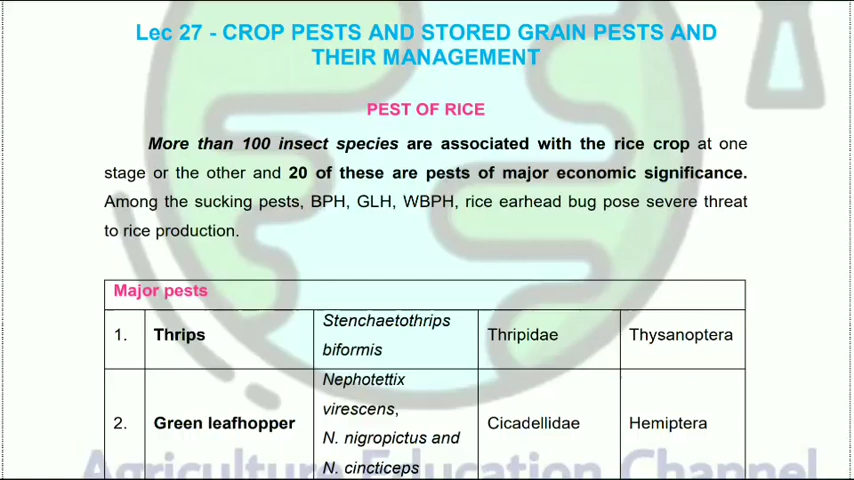 Lec 27 - CROP PESTS AND STORED GRAIN PESTS AND
THEIR MANAGEMENT
PEST OF RICE
More than 100 insect species are associated with the rice crop at one
stage or the other and 20 of these are pests of major economic significance.
Among the sucking pests, BPH, GLH, WBPH, rice earhead bug pose severe threat
to rice production.
Major pests
1. Thrips Stenchaetothrips biformis Thripidae Thysanoptera
2. Green leafhopper Nephotettix virescens, N. nigropictus and N. cincticeps Cicadellidae Hemiptera
Agriculture Education Channel